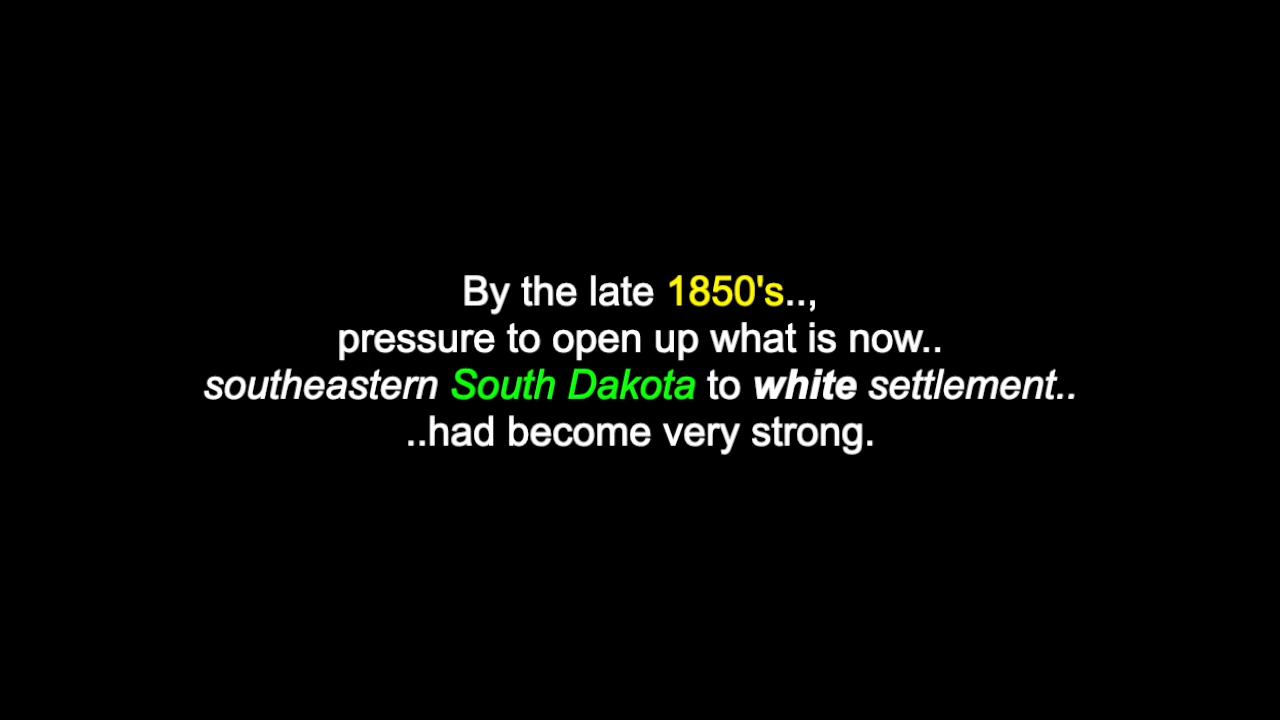 By the late 1850's..,
pressure to open up what is now..
southeastern South Dakota to white settlement..
..had become very strong.